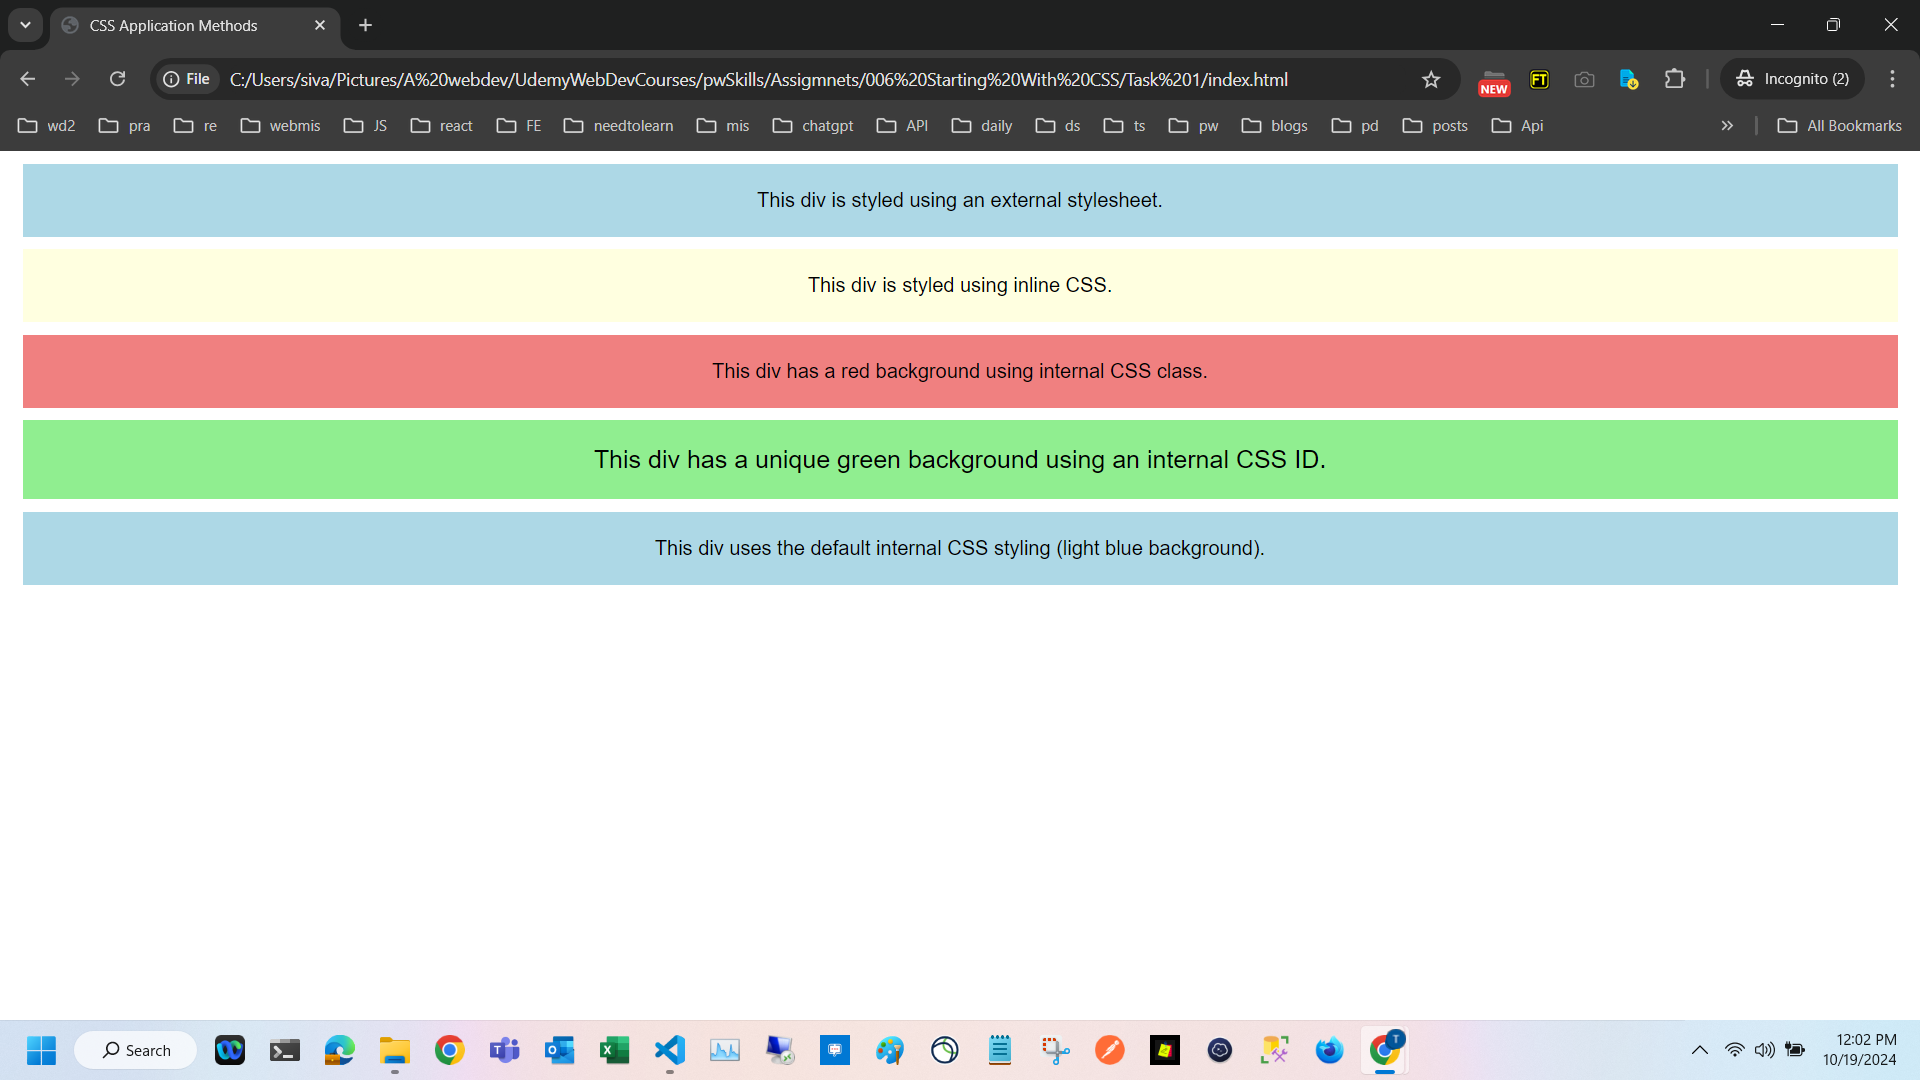 CSS Application Methods
File
C:/Users/siva/Pictures/A%20webdev/UdemyWebDevCourses/pwSkills/Assigmnets/006%20Starting%20With%20CSS/Task%201/index.html
NEW
FT
Incognito (2)
wd2 pra re webmis JS react FE needtolearn mis chatgpt API daily ds ts pw blogs pd posts Api » All Bookmarks
This div is styled using an external stylesheet.
This div is styled using inline CSS.
This div has a red background using internal CSS class.
This div has a unique green background using an internal CSS ID.
This div uses the default internal CSS styling (light blue background).
Search
T
12:02 PM
10/19/2024